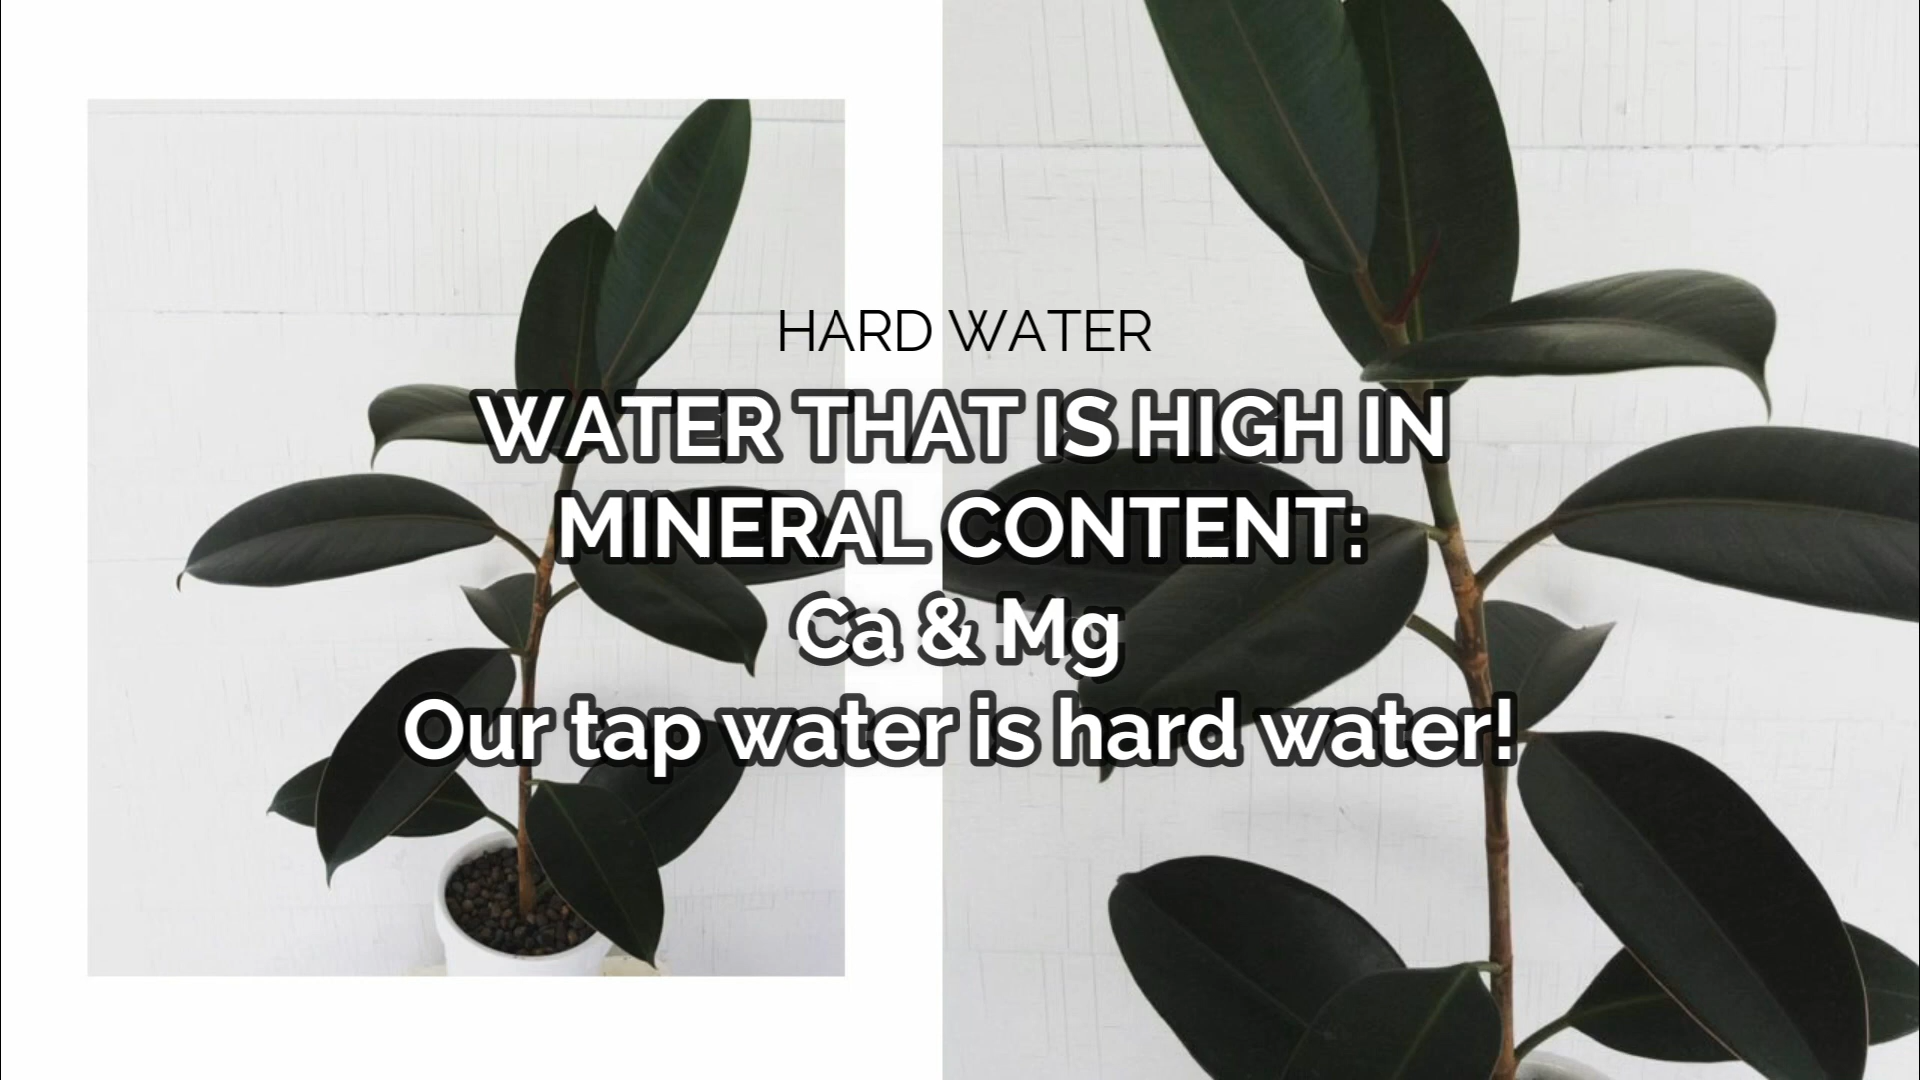 HARD WATER
WATER THAT IS HIGH IN
MINERAL CONTENT:
Ca & Mg
Our tap water is hard water!